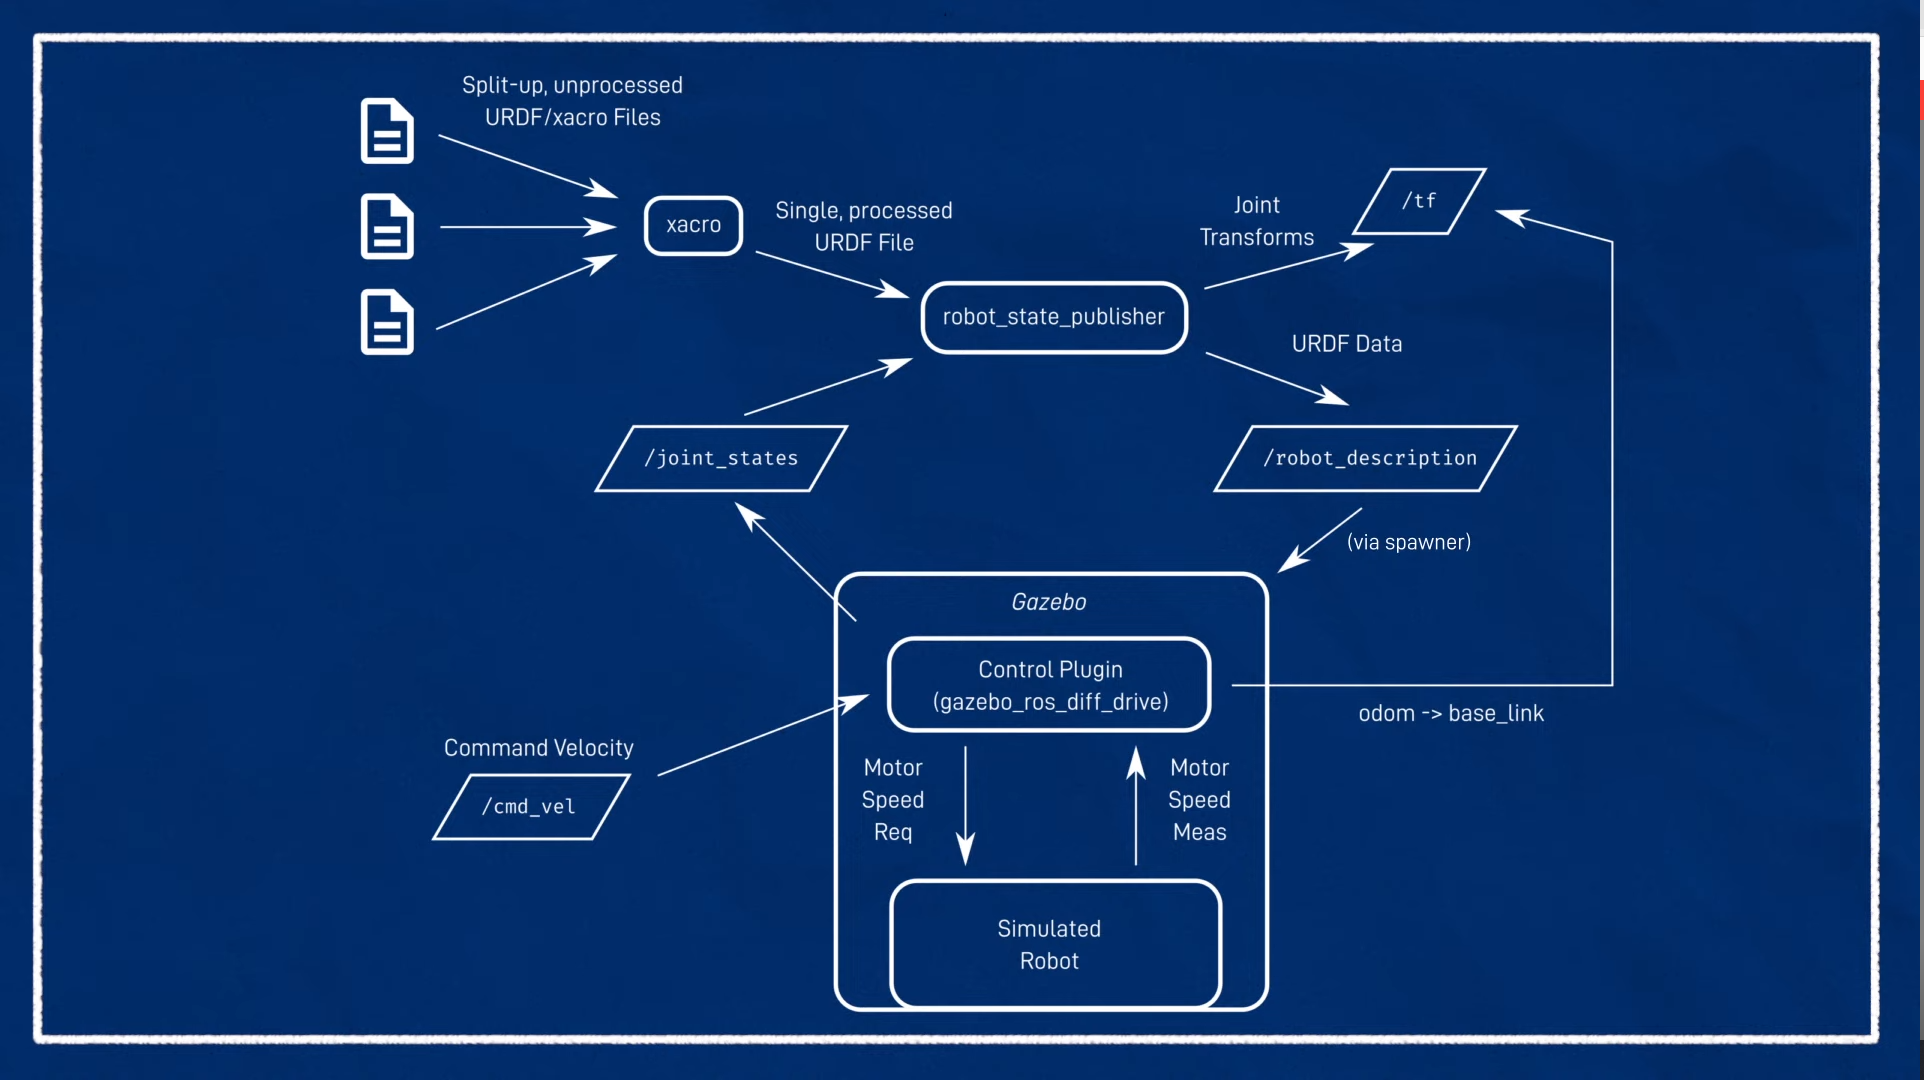 Split-up, unprocessed
URDF/xacro Files
xacro
Single, processed
URDF File
Joint
Transforms
/tf
robot_state_publisher
URDF Data
/joint_states
/robot_description
(via spawner)
Gazebo
Control Plugin
(gazebo_ros_diff_drive)
odom -> base_link
Command Velocity
/cmd_vel
Motor
Speed
Req
Motor
Speed
Meas
Simulated
Robot